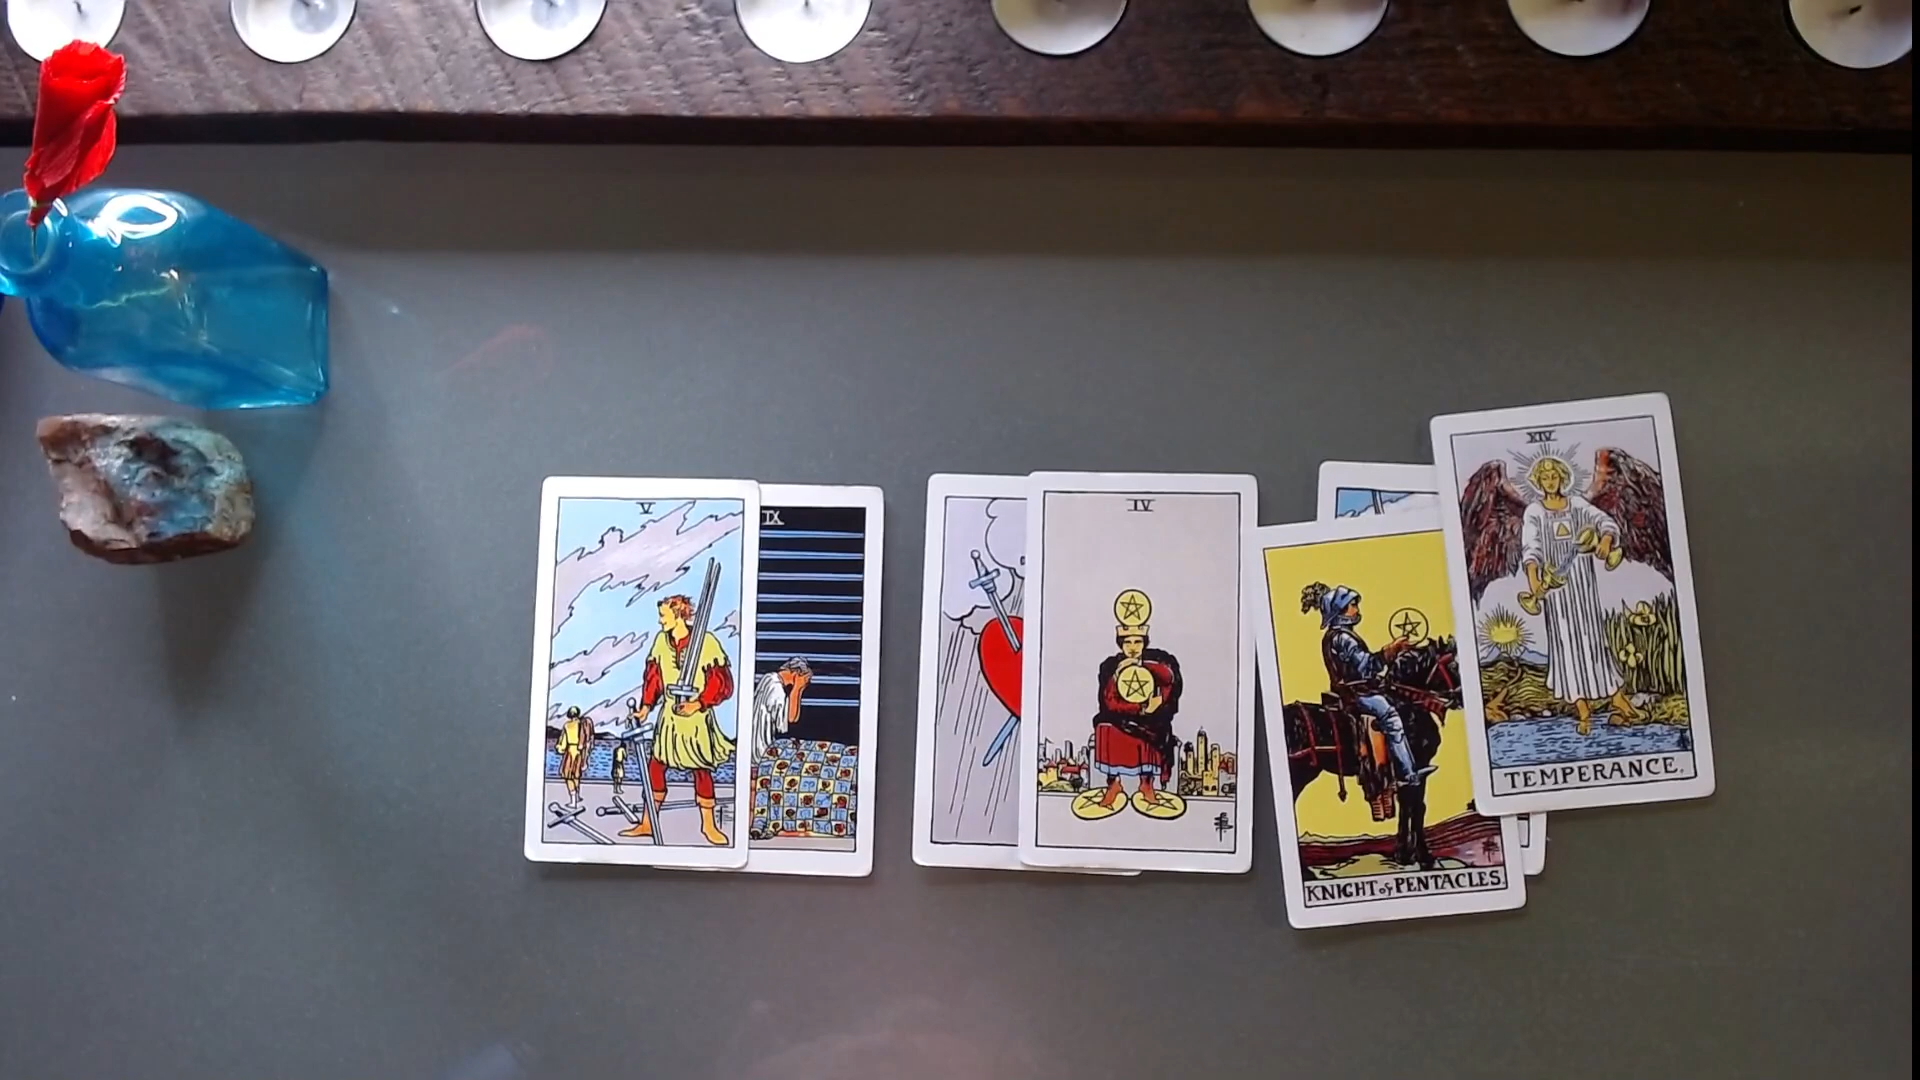 V
IX
IV
XIV
TEMPERANCE.
KNIGHT of PENTACLES.